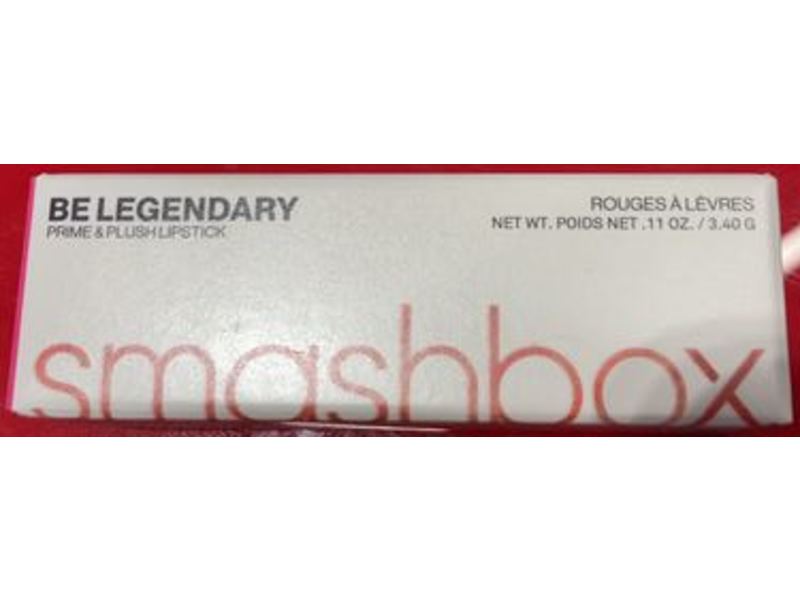 BE LEGENDARY
PRIME & PLUSH LIPSTICK
ROUGES À LÈVRES
NET WT. POIDS NET .11 OZ. / 3.40 G
smashbox